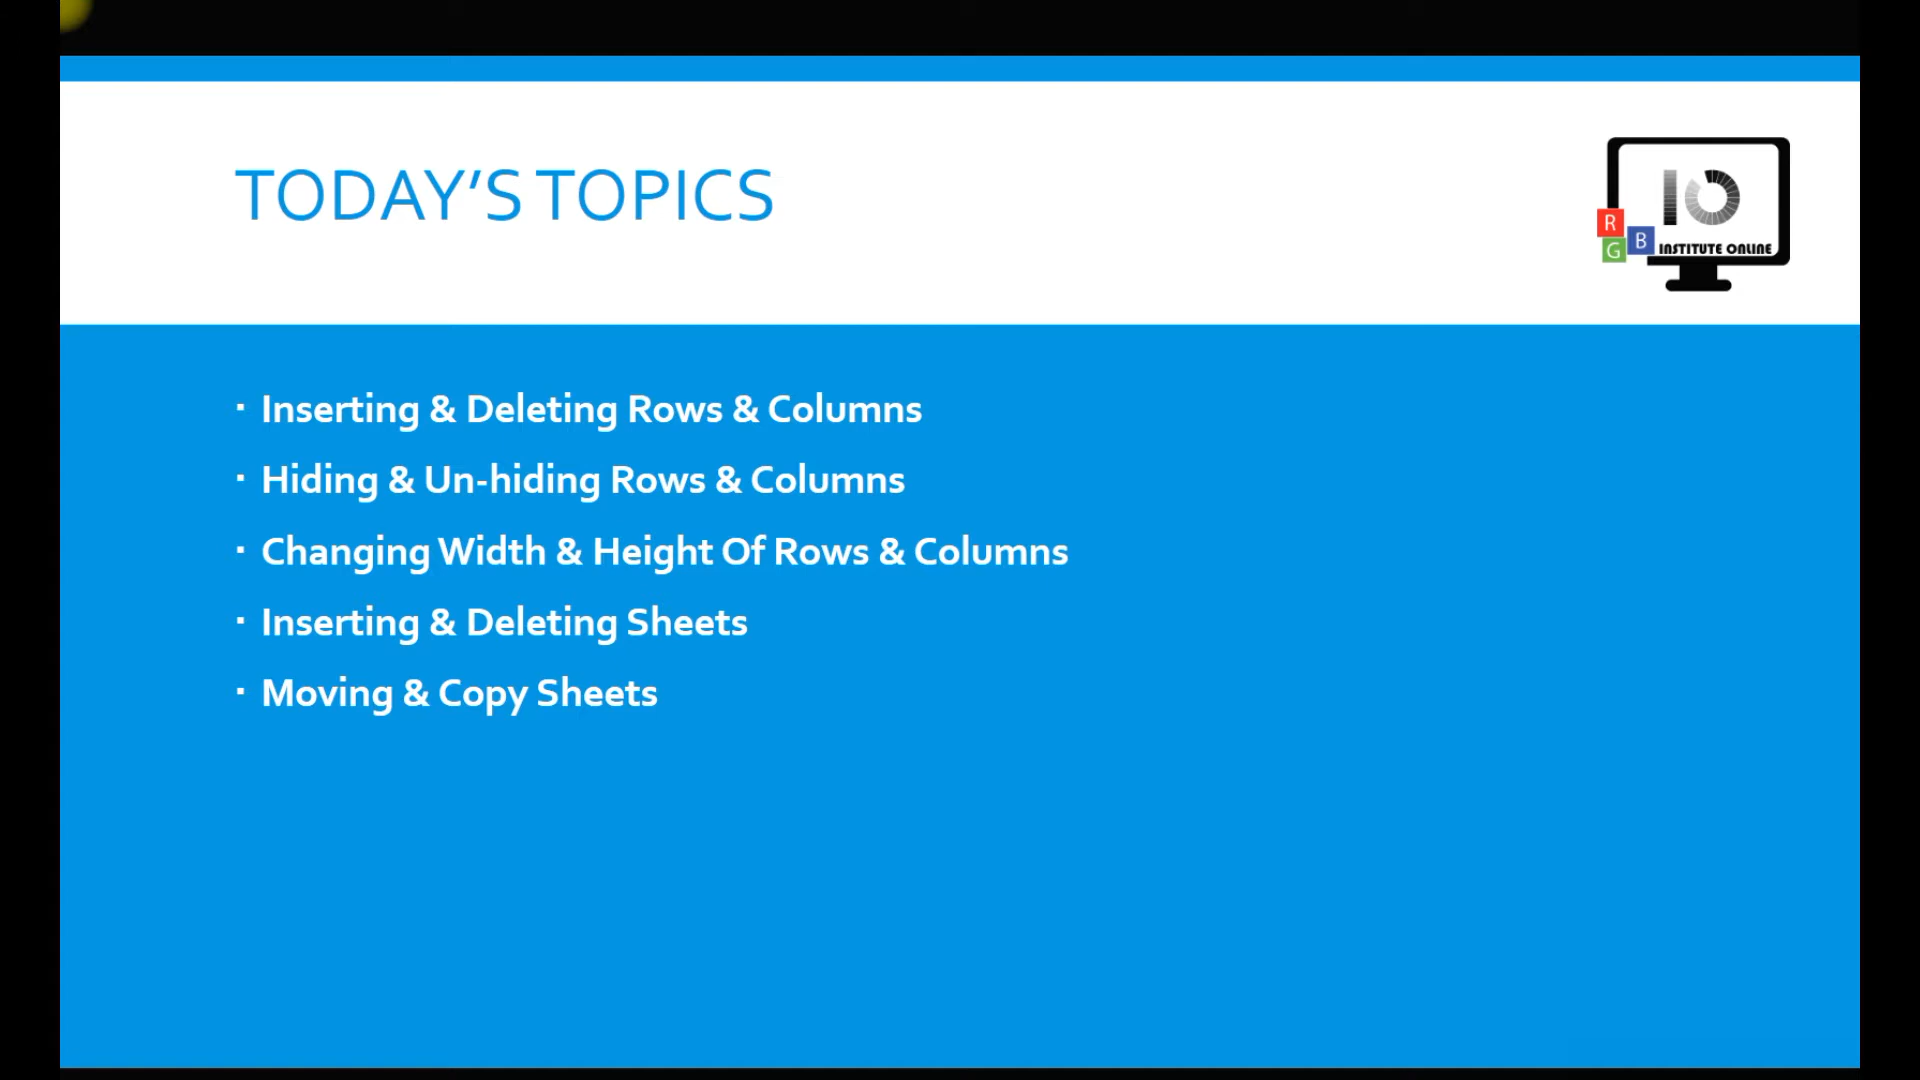 TODAY’S TOPICS
IO
R
G
B
INSTITUTE ONLINE
▪ Inserting & Deleting Rows & Columns
▪ Hiding & Un-hiding Rows & Columns
▪ Changing Width & Height Of Rows & Columns
▪ Inserting & Deleting Sheets
▪ Moving & Copy Sheets